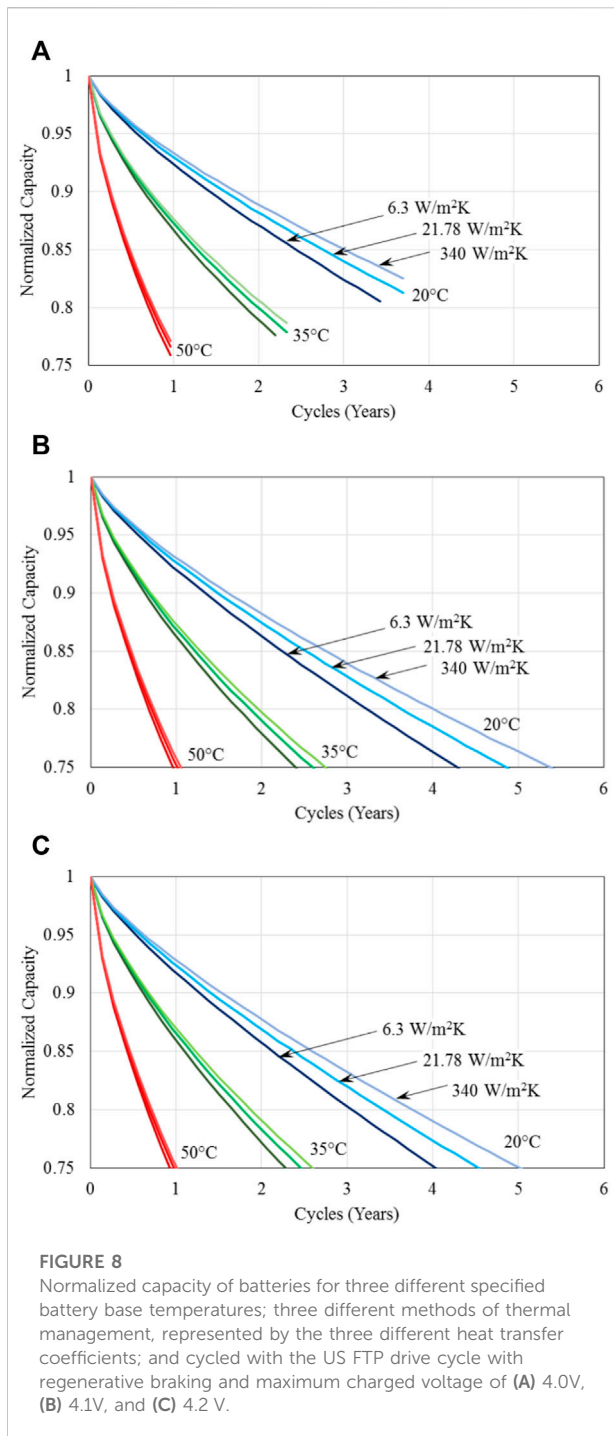 A
1
0.95
0.9
0.85
0.8
0.75
Normalized Capacity
6.3 W/m²K
21.78 W/m²K
340 W/m²K
20°C
35°C
50°C
0 1 2 3 4 5 6
Cycles (Years)
B
1
0.95
0.9
0.85
0.8
0.75
Normalized Capacity
6.3 W/m²K
21.78 W/m²K
340 W/m²K
20°C
35°C
50°C
0 1 2 3 4 5 6
Cycles (Years)
C
1
0.95
0.9
0.85
0.8
0.75
Normalized Capacity
6.3 W/m²K
21.78 W/m²K
340 W/m²K
20°C
35°C
50°C
0 1 2 3 4 5 6
Cycles (Years)
FIGURE 8
Normalized capacity of batteries for three different specified
battery base temperatures; three different methods of thermal
management, represented by the three different heat transfer
coefficients; and cycled with the US FTP drive cycle with
regenerative braking and maximum charged voltage of (A) 4.0V,
(B) 4.1V, and (C) 4.2 V.